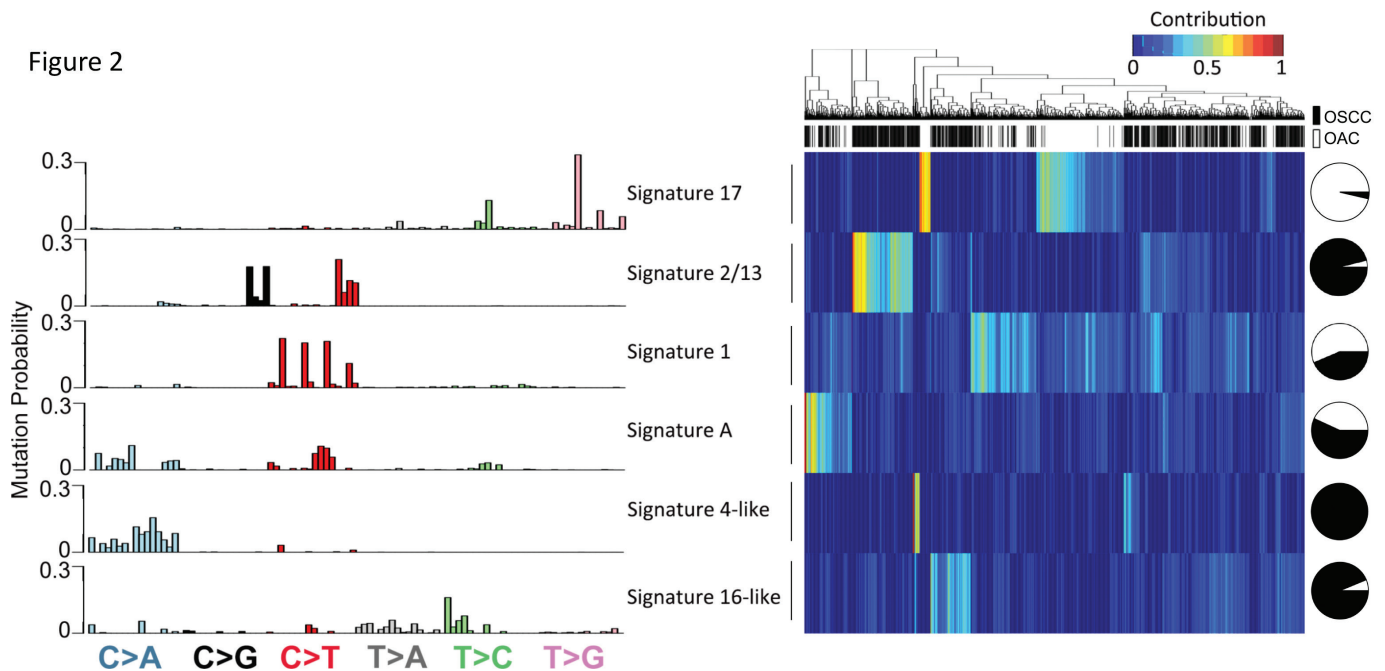 Figure 2
Contribution
0 0.5 1
OSCC
OAC
Mutation Probability
0.3
0
Signature 17
0.3
0
Signature 2/13
0.3
0
Signature 1
0.3
0
Signature A
0.3
0
Signature 4-like
0.3
0
Signature 16-like
C>A C>G C>T T>A T>C T>G